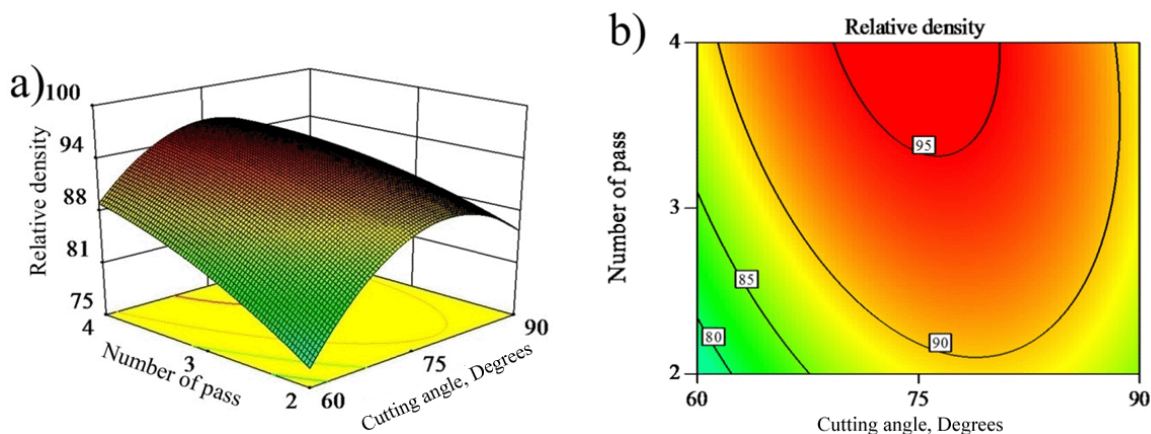 a)
100
94
88
81
75
Relative density
4
3
2
Number of pass
60
75
90
Cutting angle, Degrees
b)
Relative density
4
3
2
Number of pass
95
90
85
80
60
75
90
Cutting angle, Degrees